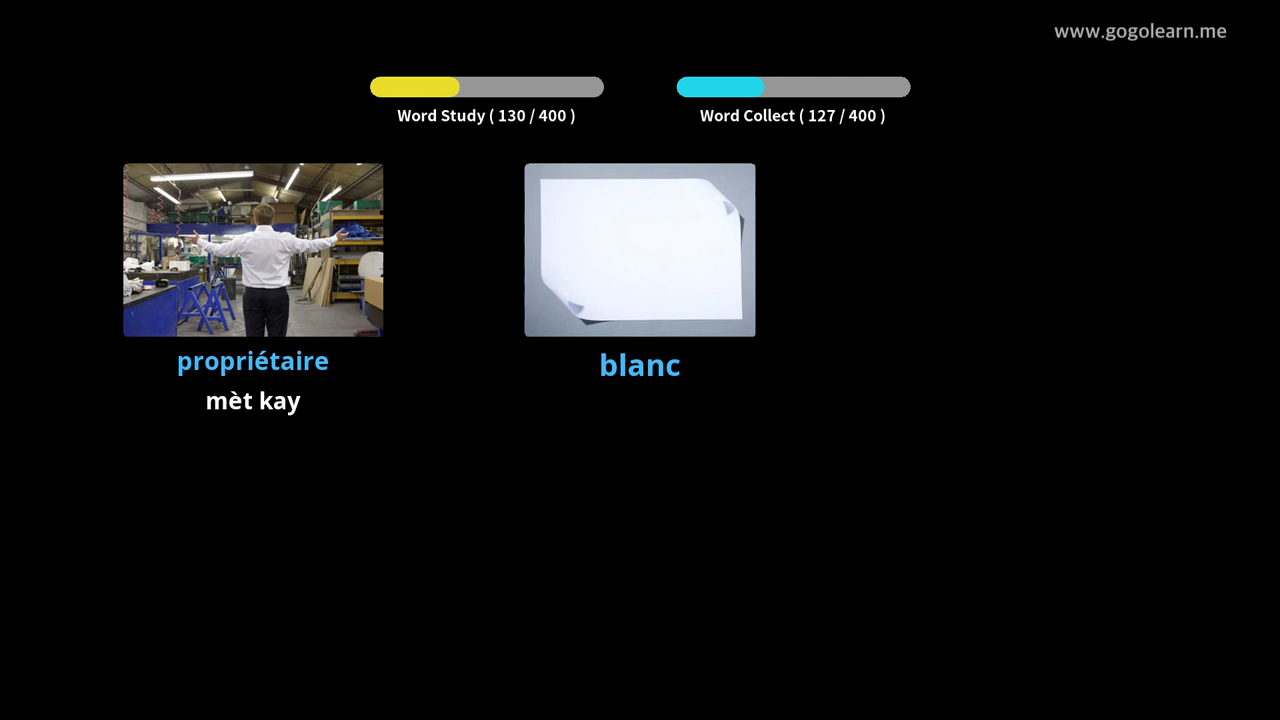 www.gogolearn.me
Word Study ( 130 / 400 )
Word Collect ( 127 / 400 )
propriétaire
mèt kay
blanc